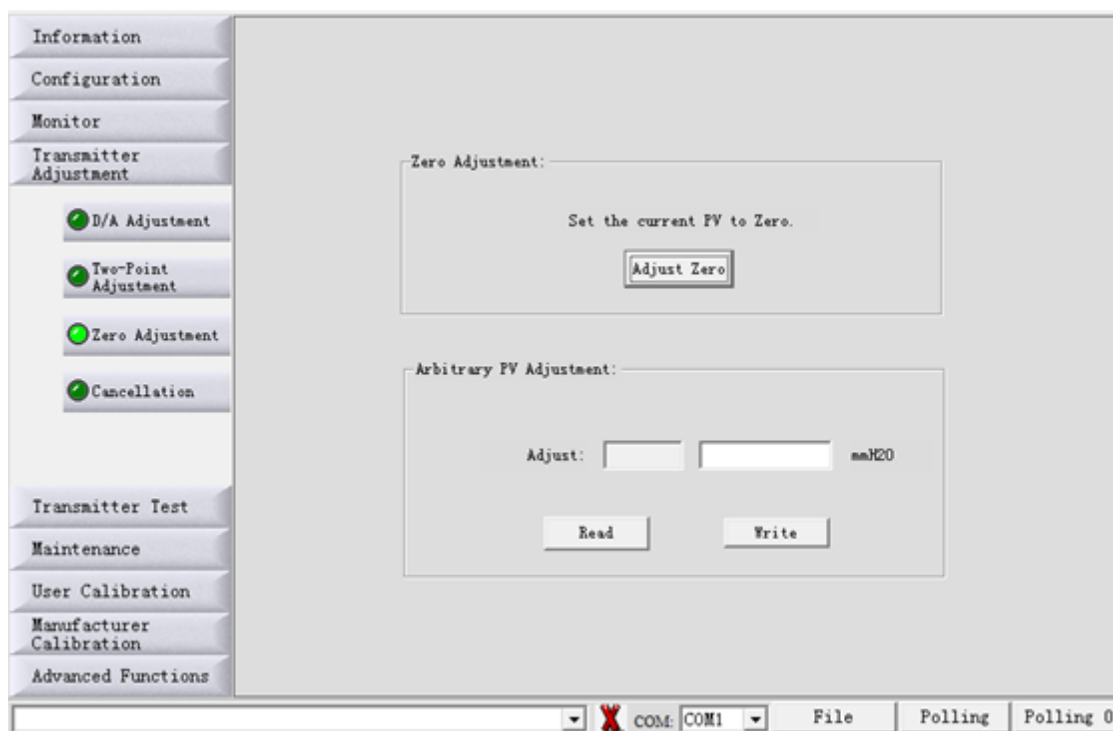 Information
Configuration
Monitor
Transmitter
Adjustment
D/A Adjustment
Two-Point
Adjustment
Zero Adjustment
Cancellation
Transmitter Test
Maintenance
User Calibration
Manufacturer
Calibration
Advanced Functions
Zero Adjustment:
Set the current PV to Zero.
Adjust Zero
Arbitrary PV Adjustment:
Adjust: mmH2O
Read Write
COM: COM1 File Polling Polling 0